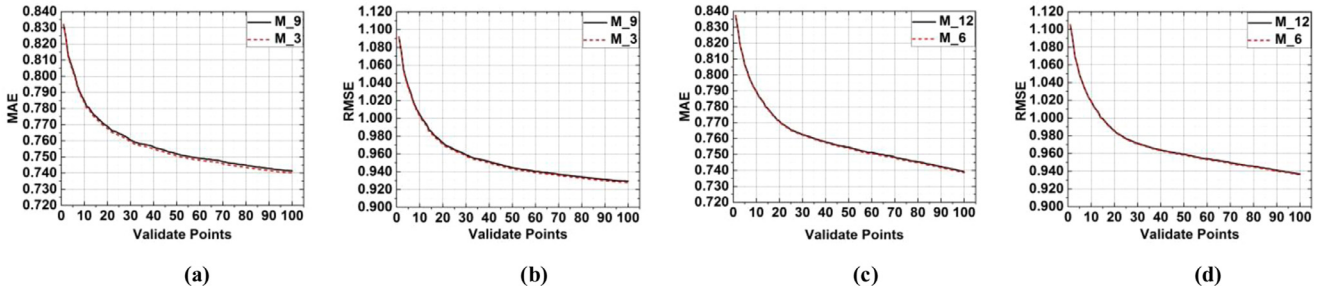 0.840
0.830
0.820
0.810
0.800
0.790
0.780
0.770
0.760
0.750
0.740
0.730
0.720
MAE
M_9
M_3
0 10 20 30 40 50 60 70 80 90 100
Validate Points
(a)
1.120
1.100
1.080
1.060
1.040
1.020
1.000
0.980
0.960
0.940
0.920
0.900
RMSE
M_9
M_3
0 10 20 30 40 50 60 70 80 90 100
Validate Points
(b)
0.840
0.830
0.820
0.810
0.800
0.790
0.780
0.770
0.760
0.750
0.740
0.730
0.720
MAE
M_12
M_6
0 10 20 30 40 50 60 70 80 90 100
Validate Points
(c)
1.120
1.100
1.080
1.060
1.040
1.020
1.000
0.980
0.960
0.940
0.920
0.900
RMSE
M_12
M_6
0 10 20 30 40 50 60 70 80 90 100
Validate Points
(d)